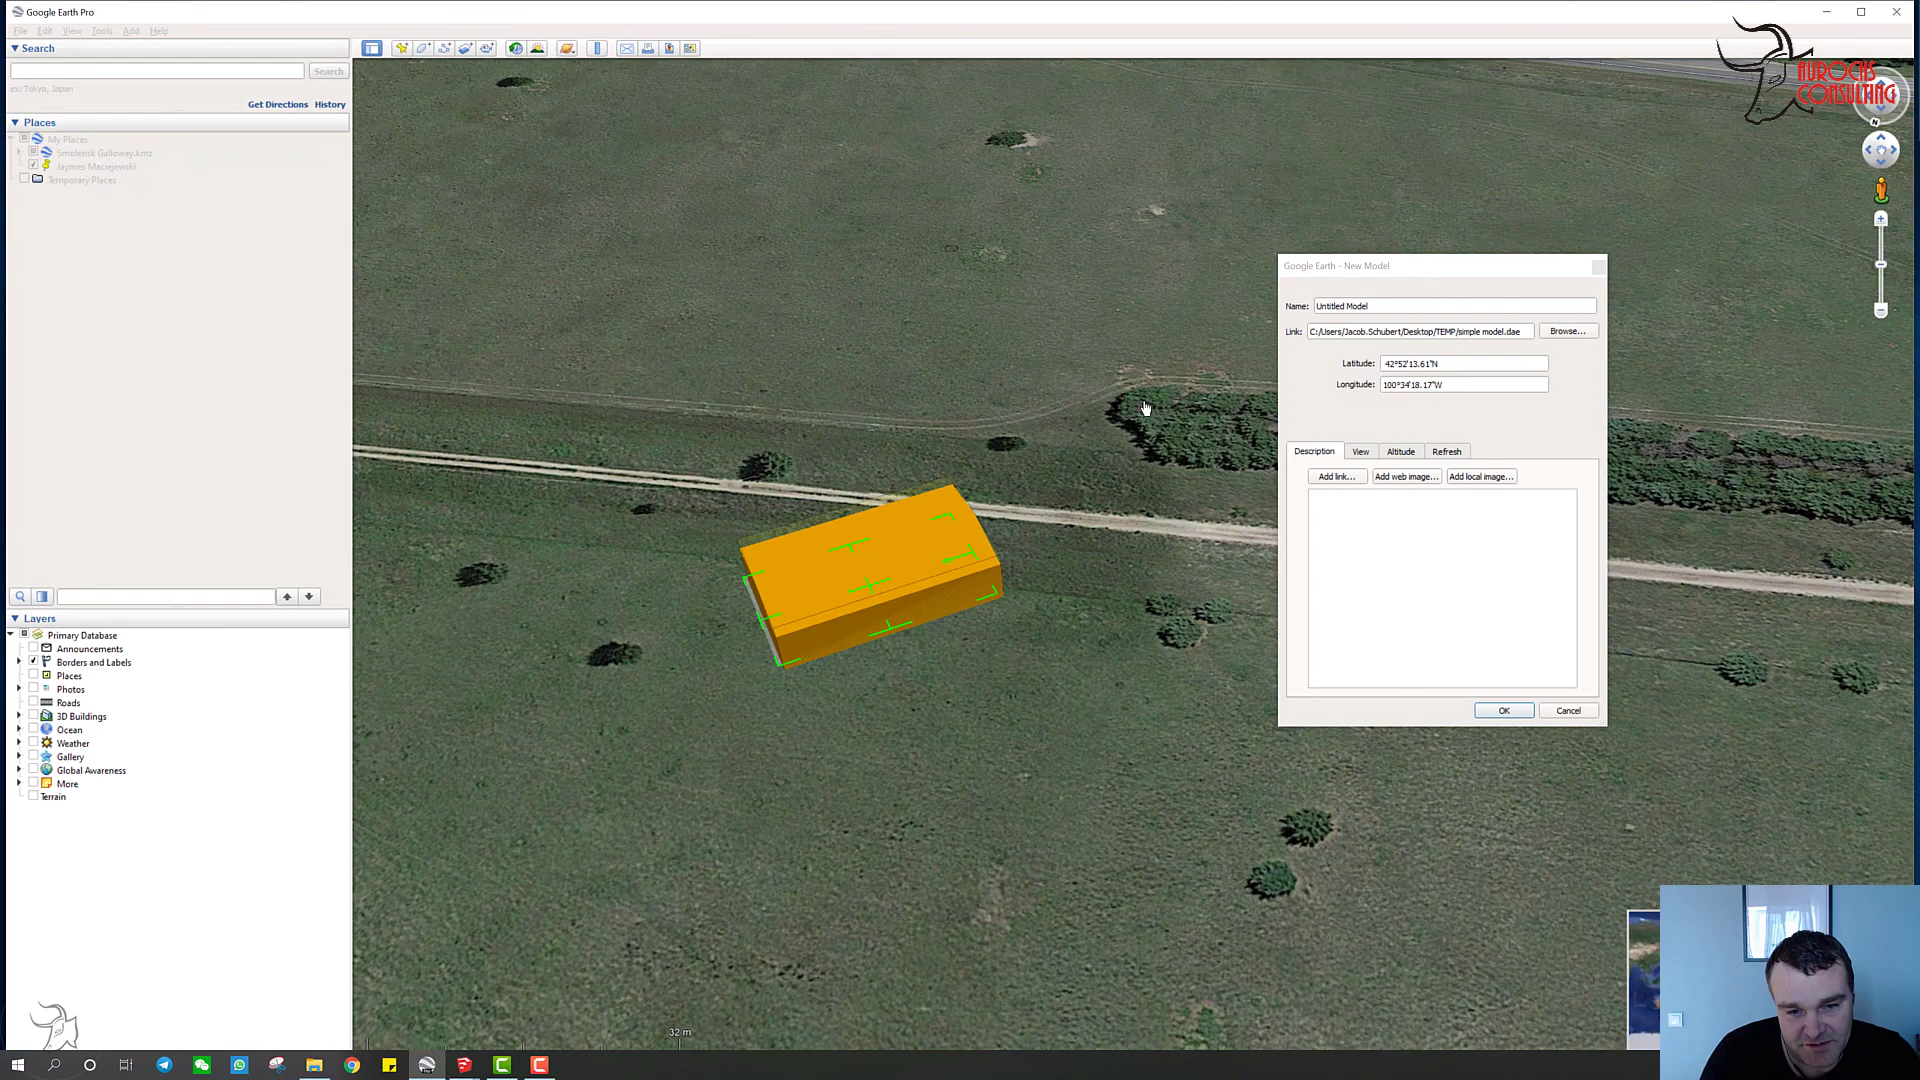 Google Earth Pro
File Edit View Tools Add Help
Search
Search
ex: Tokyo, Japan
Get Directions History
Places
My Places
Smolensk Galloway.kmz
Jaymes Maciejewski
Temporary Places
Layers
Primary Database
Announcements
Borders and Labels
Places
Photos
Roads
3D Buildings
Ocean
Weather
Gallery
Global Awareness
More
Terrain
AUROCHS
CONSULTING
N
Google Earth - New Model
Name: Untitled Model
Link: C:/Users/Jacob.Schubert/Desktop/TEMP/simple model.dae Browse...
Latitude: 42°52'13.61"N
Longitude: 100°34'18.17"W
Description View Altitude Refresh
Add link... Add web image... Add local image...
OK Cancel
32 m